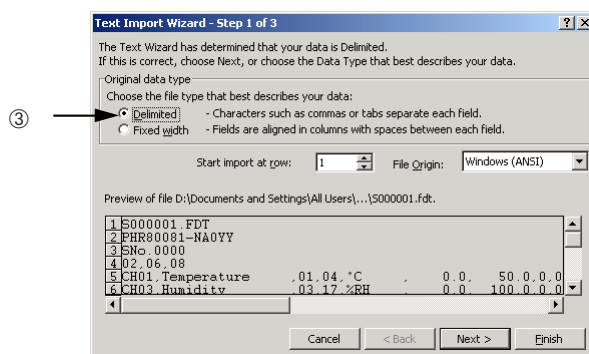 Text Import Wizard - Step 1 of 3
The Text Wizard has determined that your data is Delimited.
If this is correct, choose Next, or choose the Data Type that best describes your data.
Original data type
Choose the file type that best describes your data:
③
Delimited - Characters such as commas or tabs separate each field.
Fixed width - Fields are aligned in columns with spaces between each field.
Start import at row: 1 File Origin: Windows (ANSI)
Preview of file D:\Documents and Settings\All Users\...\S000001.fdt.
1 S000001.FDT
2 PHR80081-NA0YY
3 SNo.0000
4 02,06,08
5 CH01,Temperature ,01,04,°C , 0.0, 50.0,0,0
6 CH03,Humidity ,03,17,%RH , 0.0, 100.0,0,0
Cancel < Back Next > Finish